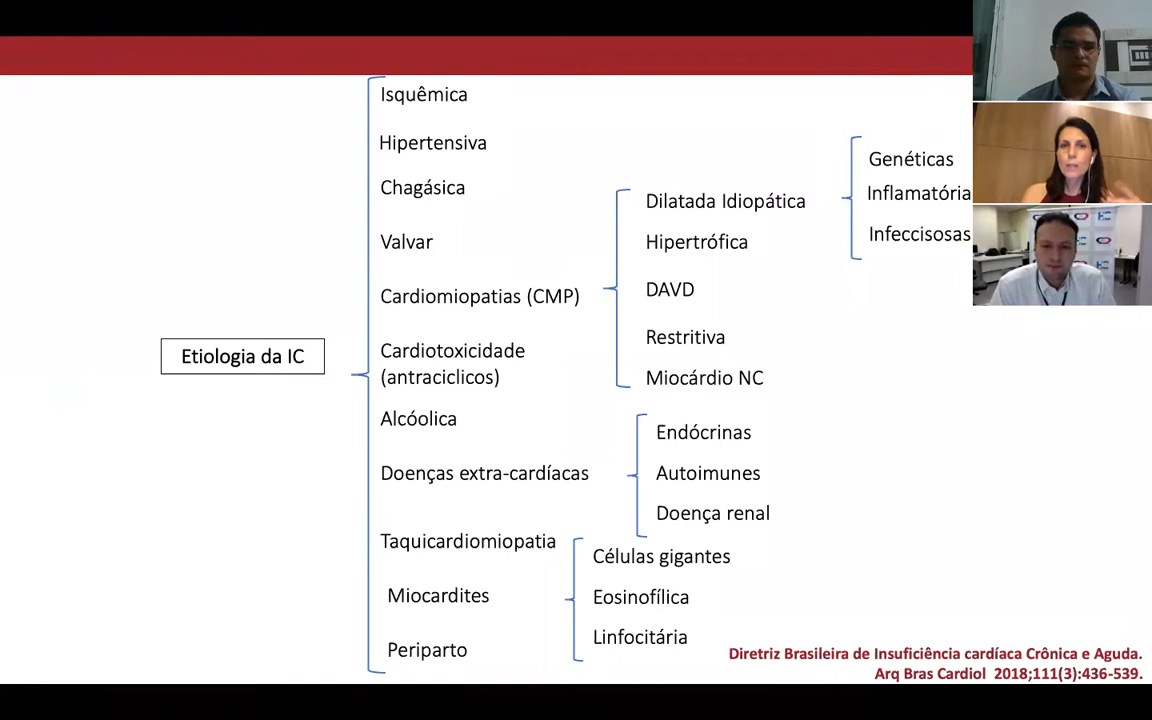 Isquêmica
Hipertensiva
Chagásica
Valvar
Cardiomiopatias (CMP)
Dilatada Idiopática
Genéticas
Inflamatória
Infeccisosas
Hipertrófica
DAVD
Restritiva
Miocárdio NC
Etiologia da IC
Cardiotoxicidade
(antraciclicos)
Alcóolica
Doenças extra-cardíacas
Endócrinas
Autoimunes
Doença renal
Taquicardiomiopatia
Miocardites
Células gigantes
Eosinofílica
Linfocitária
Periparto
Diretriz Brasileira de Insuficiência cardíaca Crônica e Aguda.
Arq Bras Cardiol 2018;111(3):436-539.